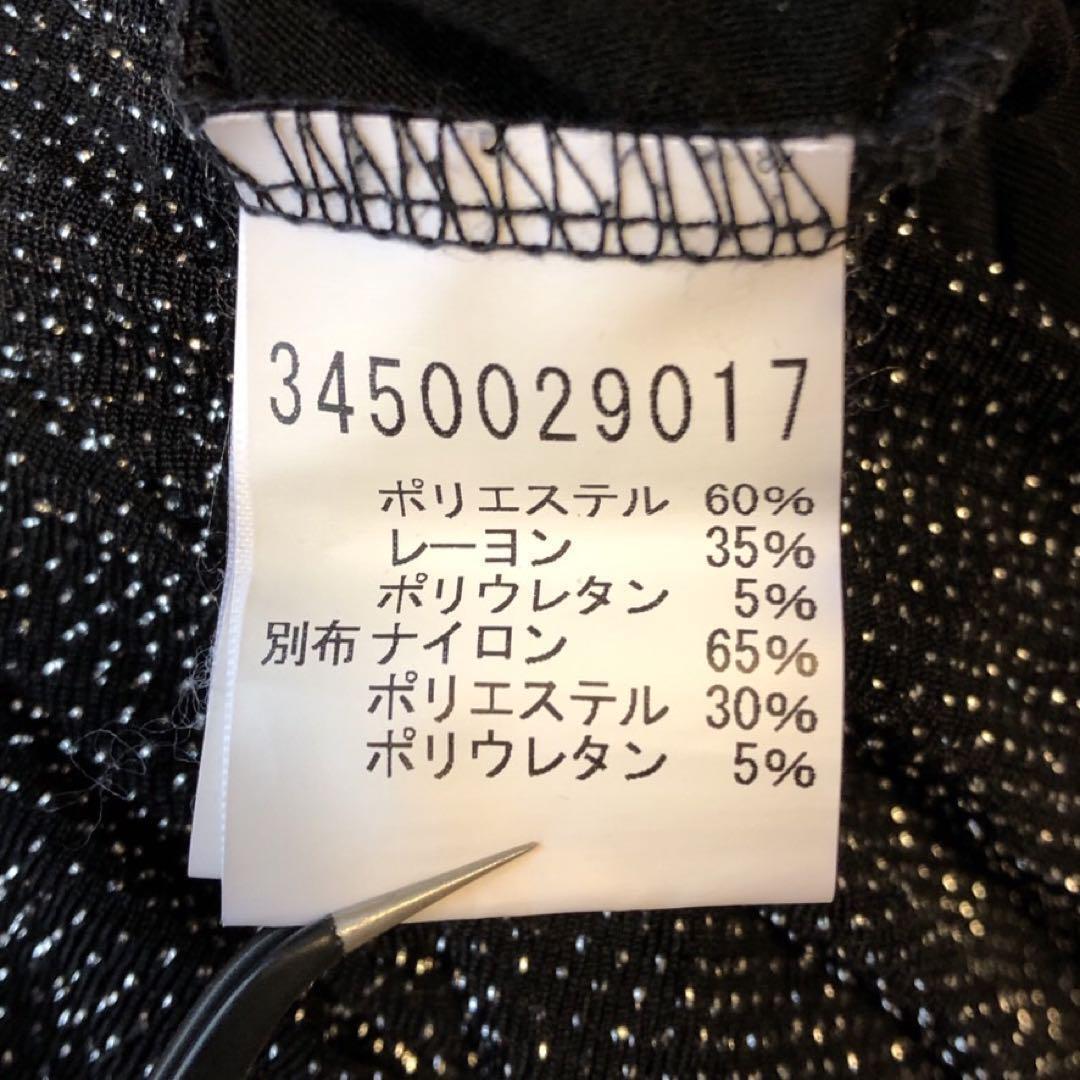 3450029017
ポリエステル 60%
レーヨン 35%
ポリウレタン 5%
別布 ナイロン 65%
ポリエステル 30%
ポリウレタン 5%